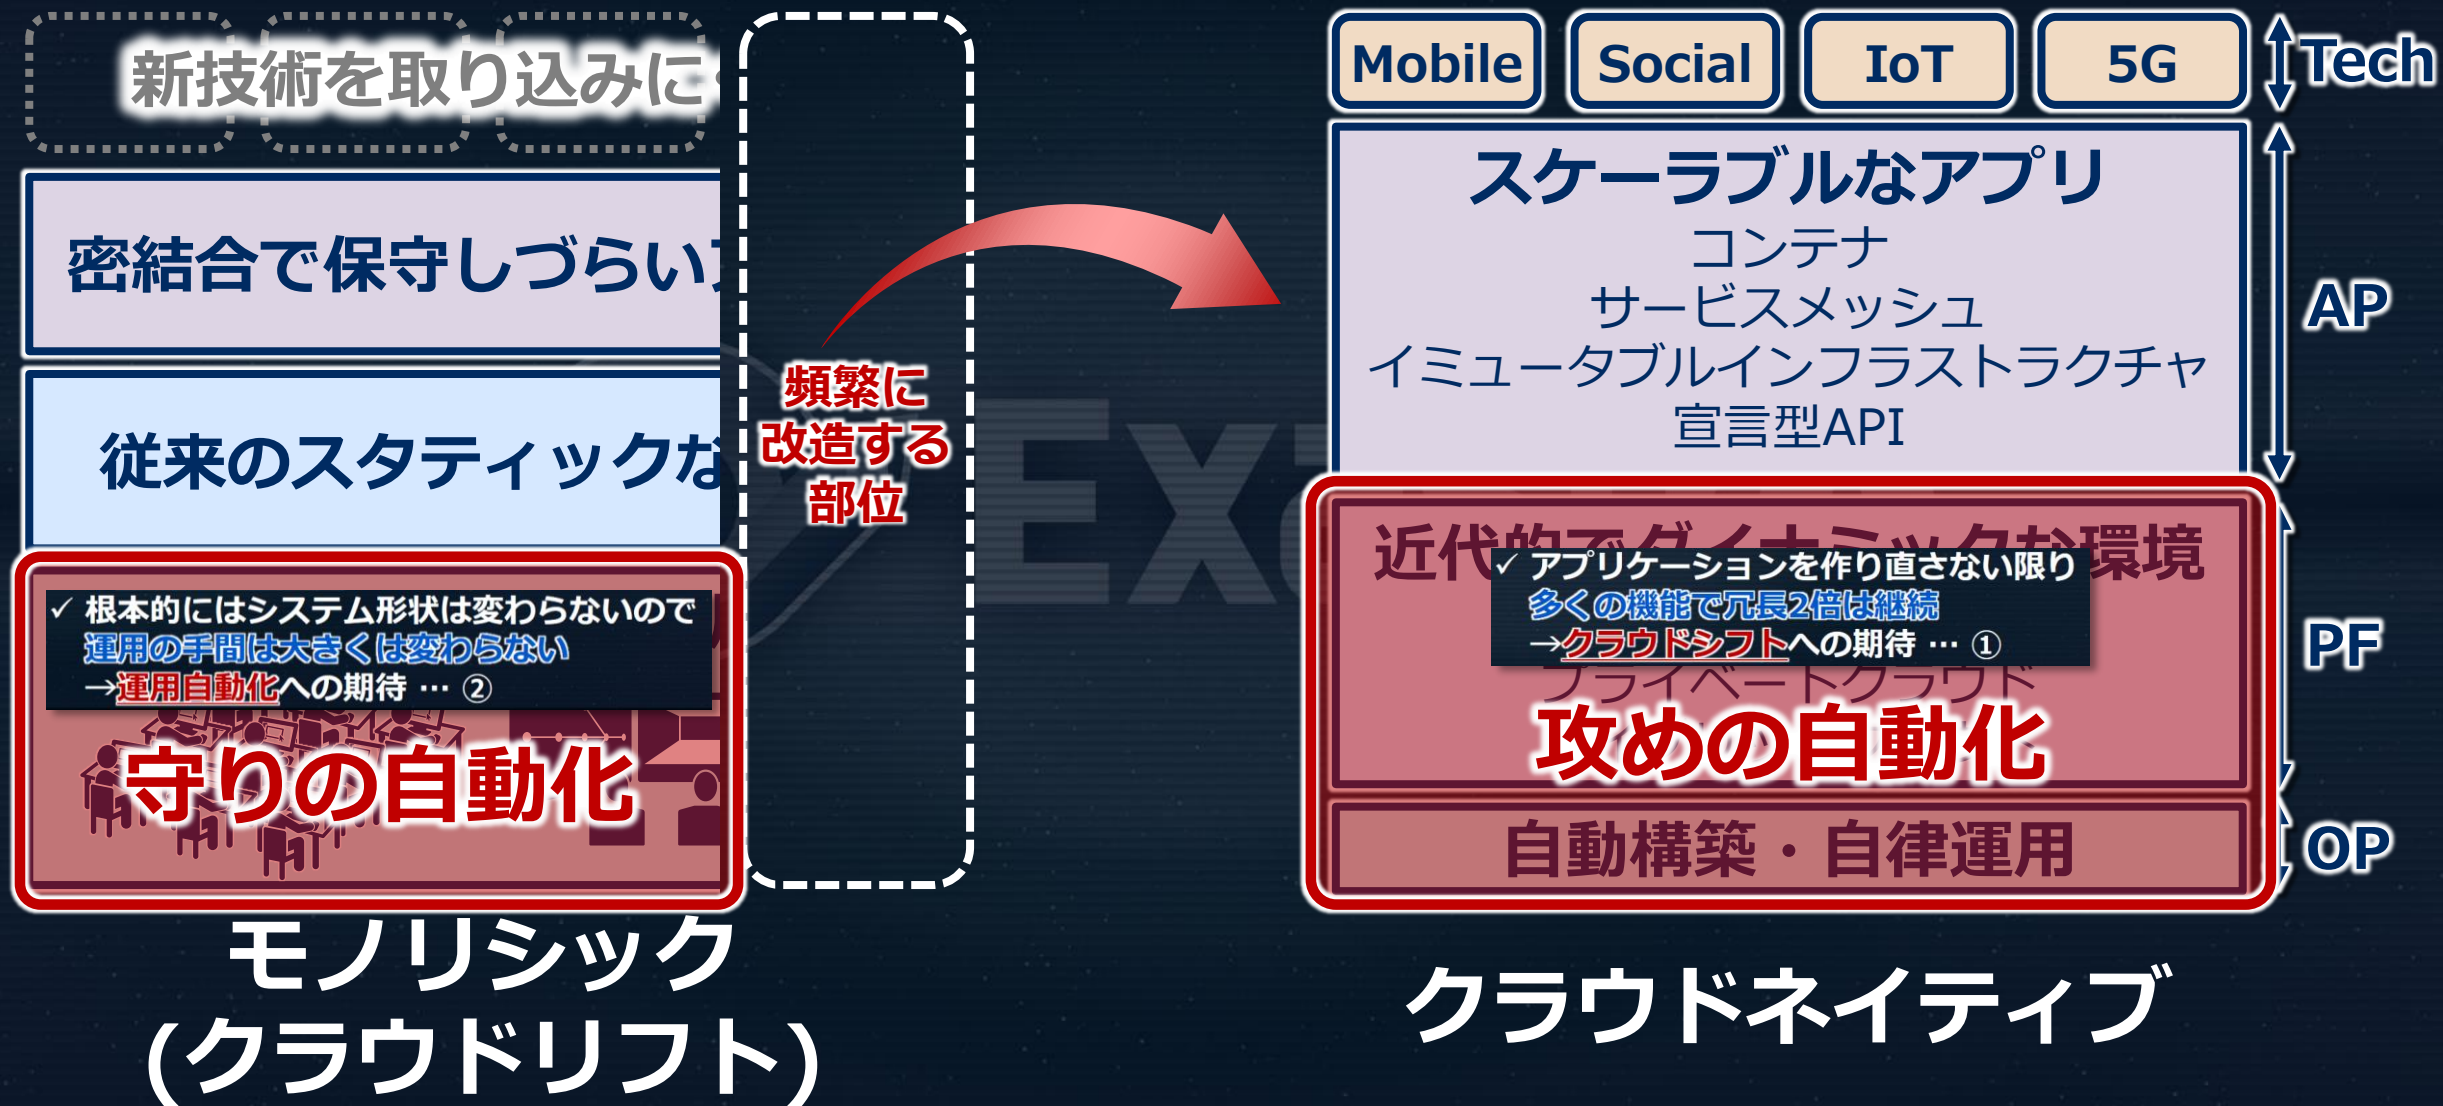 新技術を取り込みに
密結合で保守しづらい
従来のスタティックな
✓ 根本的にはシステム形状は変わらないので
運用の手間は大きくは変わらない
→運用自動化への期待 … ②
守りの自動化
モノリシック
(クラウドリフト)
頻繁に
改造する
部位
Mobile
Social
IoT
5G
Tech
スケーラブルなアプリ
コンテナ
サービスメッシュ
イミュータブルインフラストラクチャ
宣言型API
AP
近代的でダイナミックな環境
✓ アプリケーションを作り直さない限り
多くの機能で冗長2倍は継続
→クラウドシフトへの期待 … ①
プライベートクラウド
攻めの自動化
PF
自動構築・自律運用
OP
クラウドネイティブ
Exa